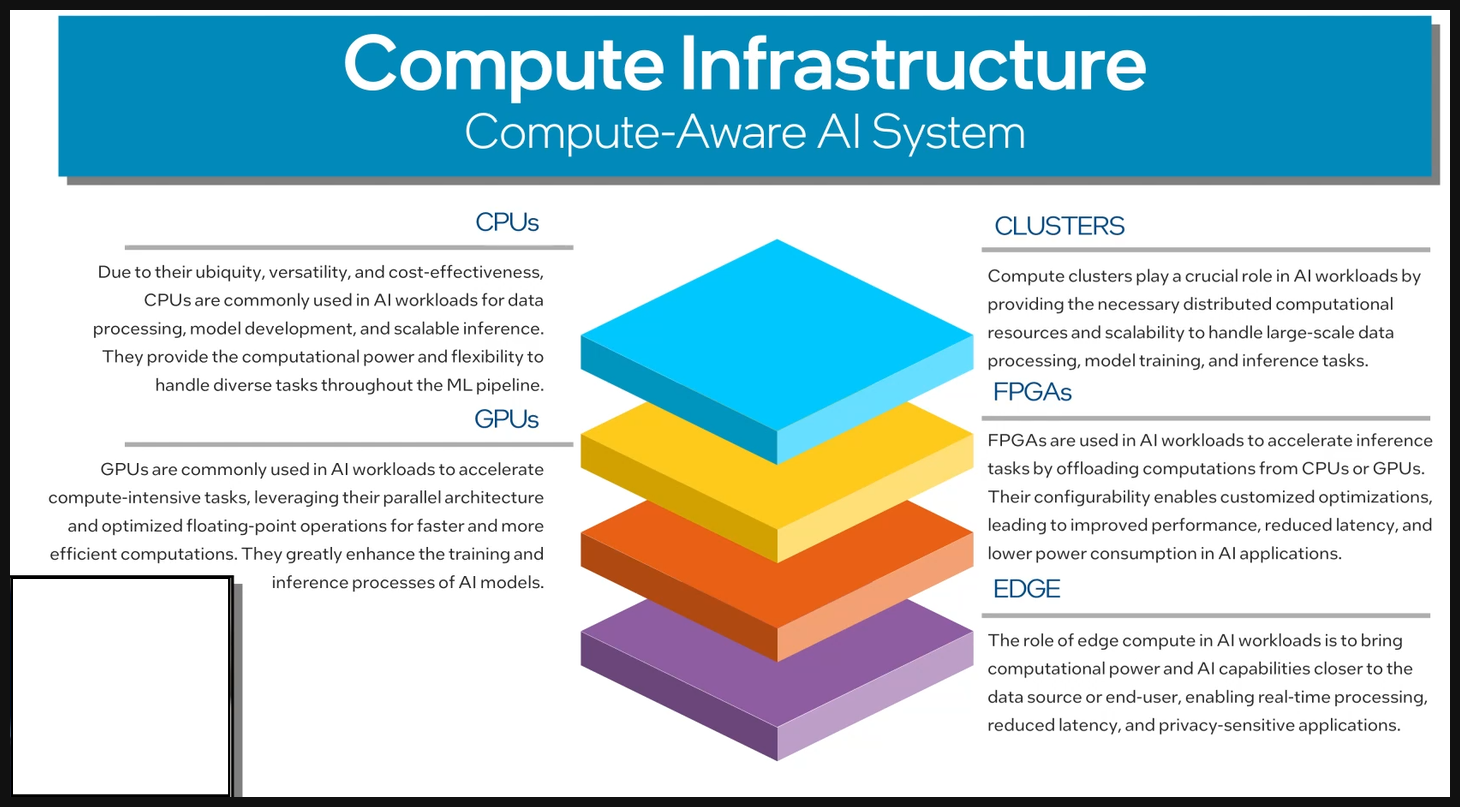 Compute Infrastructure
Compute-Aware AI System
CPUs
Due to their ubiquity, versatility, and cost-effectiveness,
CPUs are commonly used in AI workloads for data
processing, model development, and scalable inference.
They provide the computational power and flexibility to
handle diverse tasks throughout the ML pipeline.
GPUs
GPUs are commonly used in AI workloads to accelerate
compute-intensive tasks, leveraging their parallel architecture
and optimized floating-point operations for faster and more
efficient computations. They greatly enhance the training and
inference processes of AI models.
CLUSTERS
Compute clusters play a crucial role in AI workloads by
providing the necessary distributed computational
resources and scalability to handle large-scale data
processing, model training, and inference tasks.
FPGAs
FPGAs are used in AI workloads to accelerate inference
tasks by offloading computations from CPUs or GPUs.
Their configurability enables customized optimizations,
leading to improved performance, reduced latency, and
lower power consumption in AI applications.
EDGE
The role of edge compute in AI workloads is to bring
computational power and AI capabilities closer to the
data source or end-user, enabling real-time processing,
reduced latency, and privacy-sensitive applications.